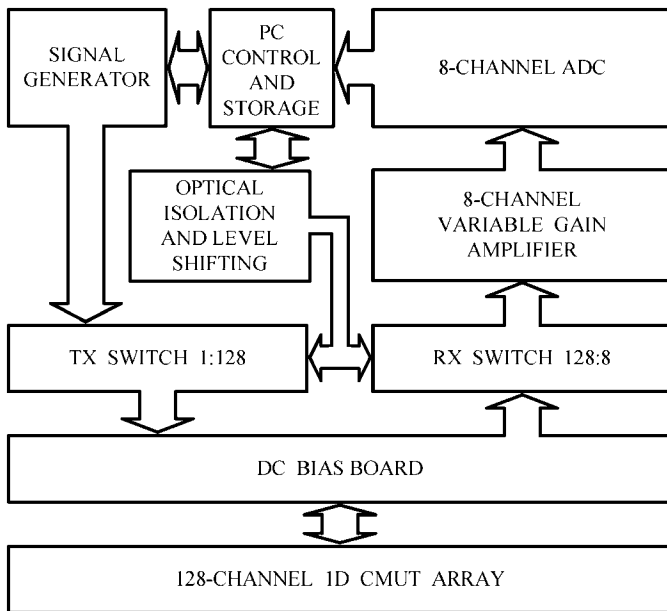 SIGNAL
GENERATOR
PC
CONTROL
AND
STORAGE
8-CHANNEL ADC
OPTICAL
ISOLATION
AND LEVEL
SHIFTING
8-CHANNEL
VARIABLE GAIN
AMPLIFIER
TX SWITCH 1:128
RX SWITCH 128:8
DC BIAS BOARD
128-CHANNEL 1D CMUT ARRAY